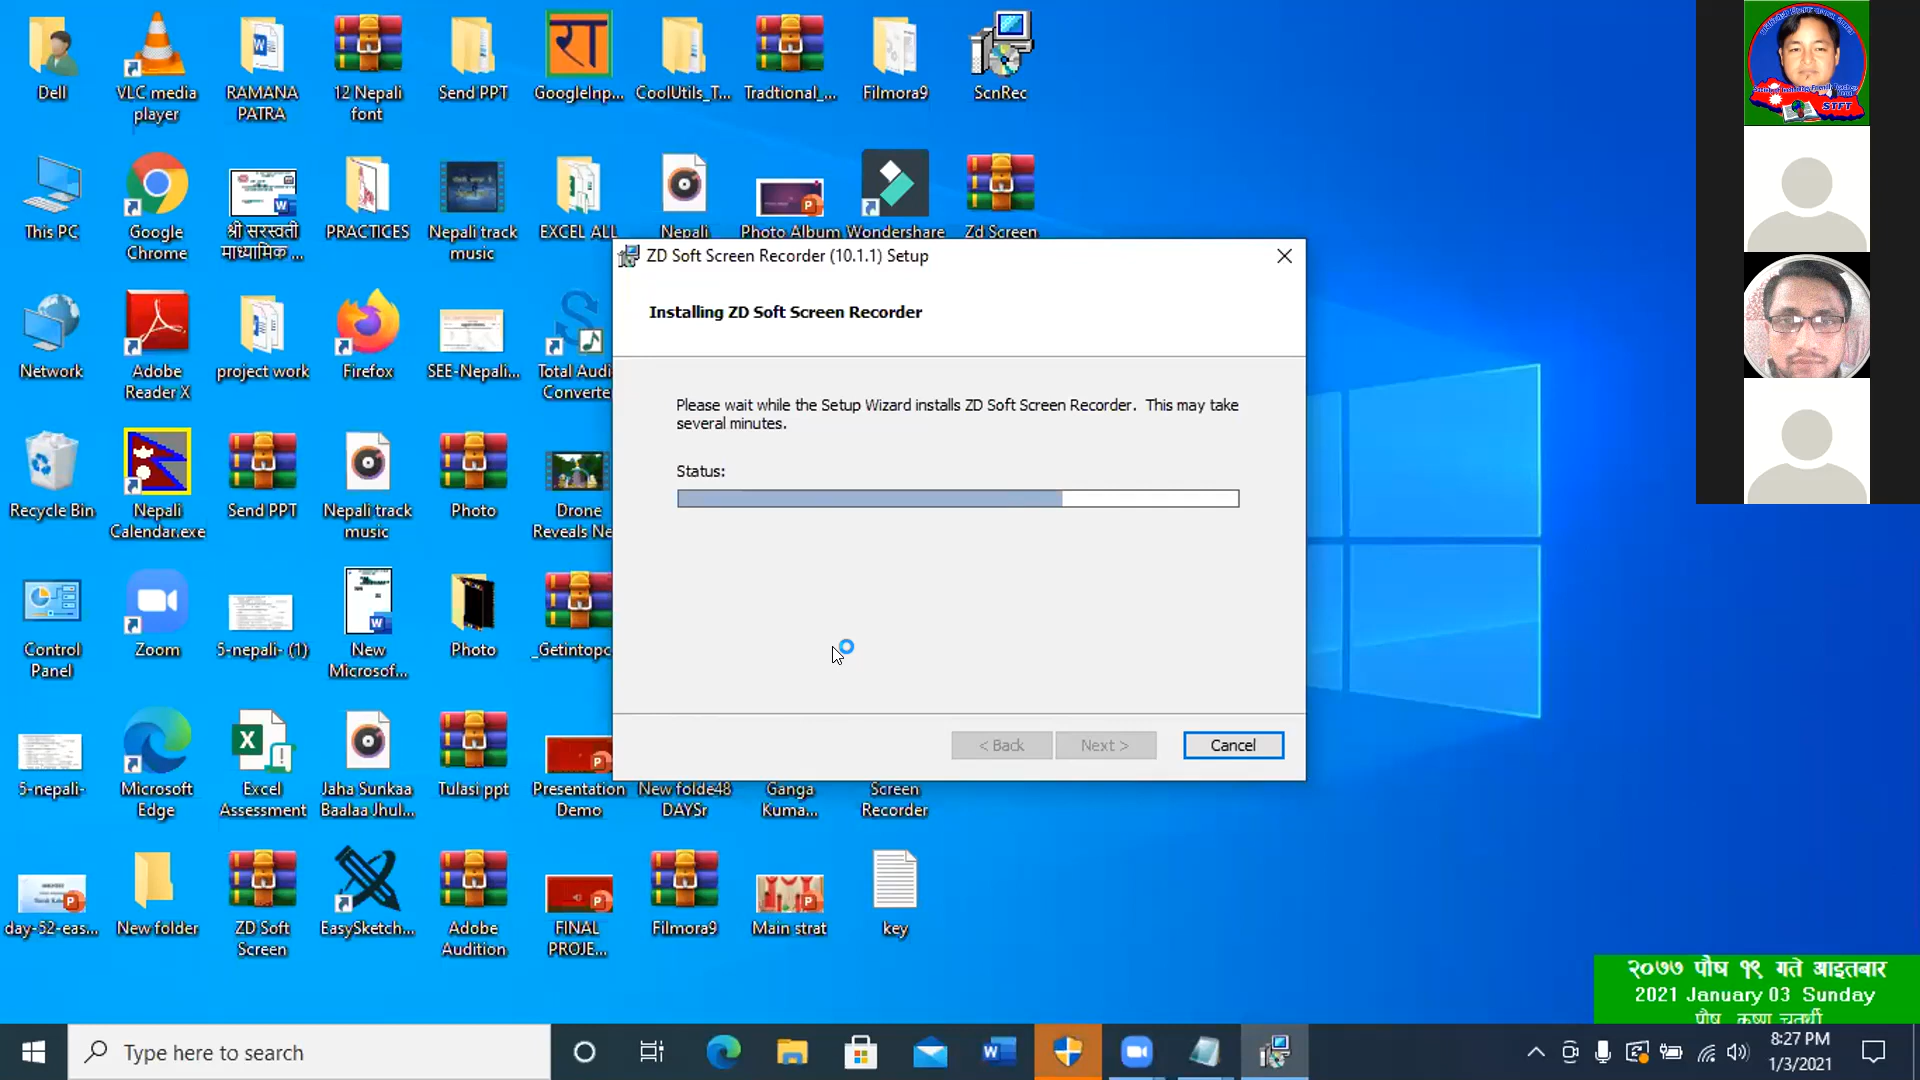 Dell
VLC media
player
RAMANA
PATRA
12 Nepali
font
Send PPT
GoogleInp...
CoolUtils_T...
Tradtional_...
Filmora9
ScnRec
This PC
Google
Chrome
श्री सरस्वती
माध्यामिक ...
PRACTICES
Nepali track
music
EXCEL ALL
Nepali
Photo Album
Wondershare
Zd Screen
Network
Adobe
Reader X
project work
Firefox
SEE-Nepali...
Total Audi
Converte
Recycle Bin
Nepali
Calendar.exe
Send PPT
Nepali track
music
Photo
Drone
Reveals Ne
Control
Panel
Zoom
5-nepali- (1)
New
Microsof...
Photo
_Getintopc
5-nepali-
Microsoft
Edge
Excel
Assessment
Jaha Sunkaa
Baalaa Jhul...
Tulasi ppt
Presentation
Demo
New folde48
DAYSr
Ganga
Kuma...
Screen
Recorder
day-52-eas...
New folder
ZD Soft
Screen
EasySketch...
Adobe
Audition
FINAL
PROJE...
Filmora9
Main strat
key
ZD Soft Screen Recorder (10.1.1) Setup
Installing ZD Soft Screen Recorder
Please wait while the Setup Wizard installs ZD Soft Screen Recorder. This may take
several minutes.
Status:
< Back
Next >
Cancel
STFT
२०७७ पौष १९ गते आइतबार
2021 January 03 Sunday
पौष कृष्ण चतुर्थी
Type here to search
8:27 PM
1/3/2021